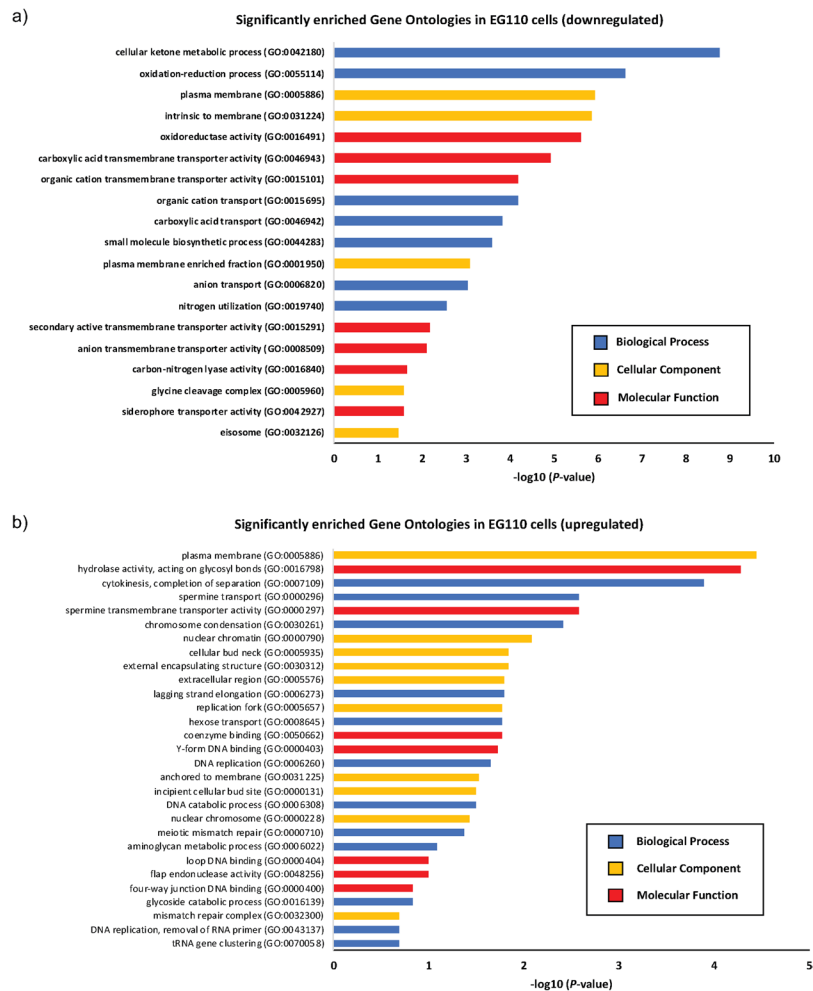 a)
Significantly enriched Gene Ontologies in EG110 cells (downregulated)
cellular ketone metabolic process (GO:0042180)
oxidation-reduction process (GO:0055114)
plasma membrane (GO:0005886)
intrinsic to membrane (GO:0031224)
oxidoreductase activity (GO:0016491)
carboxylic acid transmembrane transporter activity (GO:0046943)
organic cation transmembrane transporter activity (GO:0015101)
organic cation transport (GO:0015695)
carboxylic acid transport (GO:0046942)
small molecule biosynthetic process (GO:0044283)
plasma membrane enriched fraction (GO:0001950)
anion transport (GO:0006820)
nitrogen utilization (GO:0019740)
secondary active transmembrane transporter activity (GO:0015291)
anion transmembrane transporter activity (GO:0008509)
carbon-nitrogen lyase activity (GO:0016840)
glycine cleavage complex (GO:0005960)
siderophore transporter activity (GO:0042927)
eisosome (GO:0032126)
Biological Process
Cellular Component
Molecular Function
0 1 2 3 4 5 6 7 8 9 10
-log10 (P-value)
b)
Significantly enriched Gene Ontologies in EG110 cells (upregulated)
plasma membrane (GO:0005886)
hydrolase activity, acting on glycosyl bonds (GO:0016798)
cytokinesis, completion of separation (GO:0007109)
spermine transport (GO:0000296)
spermine transmembrane transporter activity (GO:0000297)
chromosome condensation (GO:0030261)
nuclear chromatin (GO:0000790)
cellular bud neck (GO:0005935)
external encapsulating structure (GO:0030312)
extracellular region (GO:0005576)
lagging strand elongation (GO:0006273)
replication fork (GO:0005657)
hexose transport (GO:0008645)
coenzyme binding (GO:0050662)
Y-form DNA binding (GO:0000403)
DNA replication (GO:0006260)
anchored to membrane (GO:0031225)
incipient cellular bud site (GO:0000131)
DNA catabolic process (GO:0006308)
nuclear chromosome (GO:0000228)
meiotic mismatch repair (GO:0000710)
aminoglycan metabolic process (GO:0006022)
loop DNA binding (GO:0000404)
flap endonuclease activity (GO:0048256)
four-way junction DNA binding (GO:0000400)
glycoside catabolic process (GO:0016139)
mismatch repair complex (GO:0032300)
DNA replication, removal of RNA primer (GO:0043137)
tRNA gene clustering (GO:0070058)
Biological Process
Cellular Component
Molecular Function
0 1 2 3 4 5
-log10 (P-value)